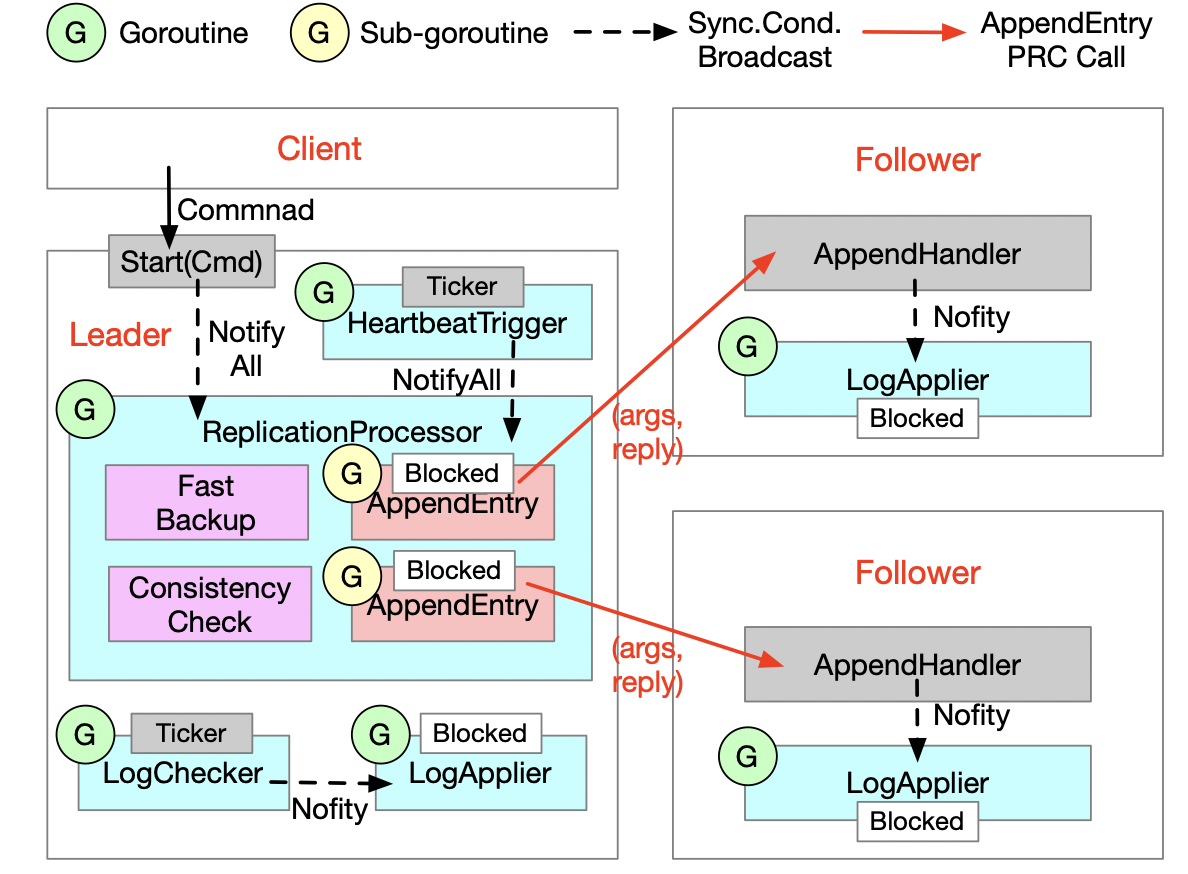 G Goroutine
G Sub-goroutine
Sync.Cond.
Broadcast
AppendEntry
PRC Call
Client
Commnad
Start(Cmd)
Leader
Notify
All
G
Ticker
HeartbeatTrigger
NotifyAll
G
ReplicationProcessor
Fast
Backup
G
Blocked
AppendEntry
Consistency
Check
G
Blocked
AppendEntry
(args,
reply)
(args,
reply)
G
Ticker
LogChecker
Nofity
G
Blocked
LogApplier
Follower
AppendHandler
Nofity
G
LogApplier
Blocked
Follower
AppendHandler
Nofity
G
LogApplier
Blocked